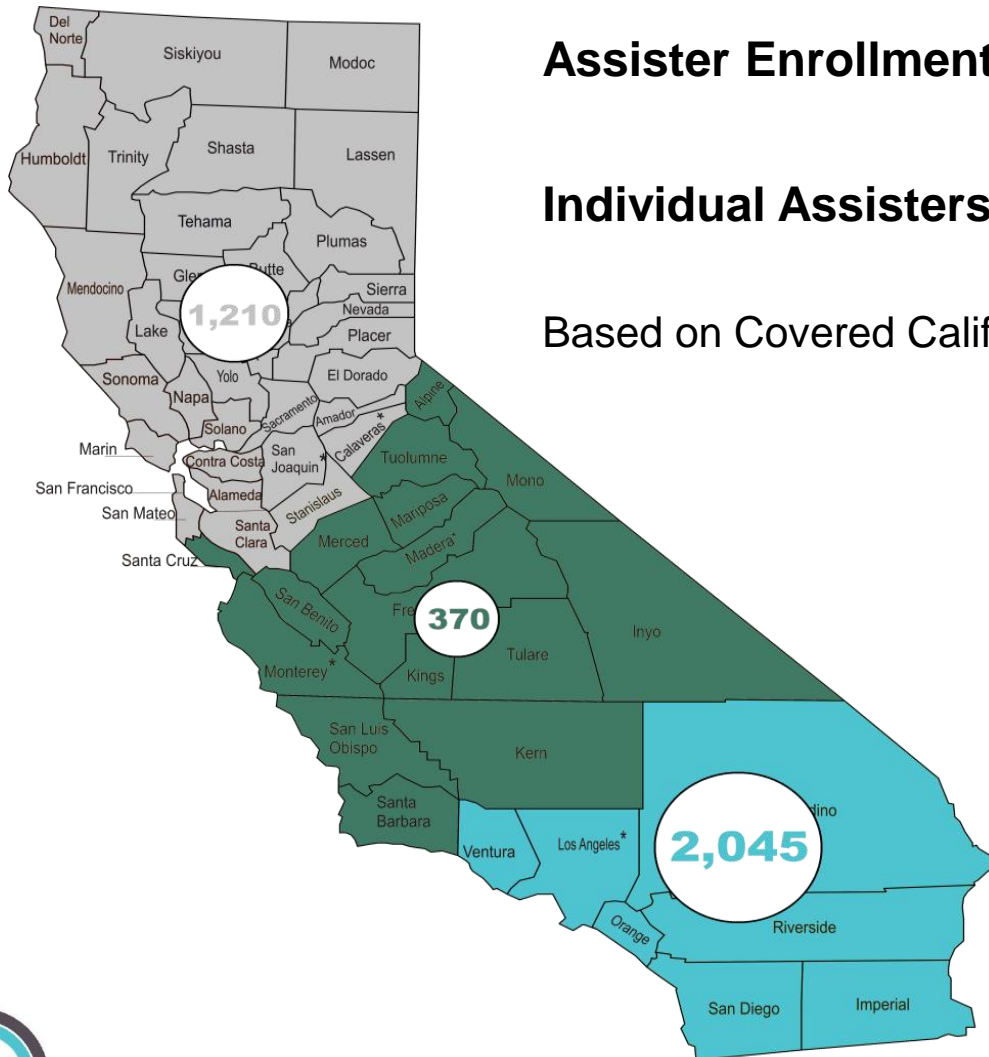 Assister Enrollment
Individual Assisters
Based on Covered Calif
Del
Norte
Siskiyou
Modoc
Humboldt
Trinity
Shasta
Lassen
Tehama
Plumas
Mendocino
Sierra
Nevada
1,210
Lake
Placer
Yolo
El Dorado
Sonoma
Napa
Sacramento
Amador
Alpine
Solano
Calaveras*
Marin
Contra Costa
San
Joaquin*
Tuolumne
San Francisco
Alameda
Stanislaus
Mono
San Mateo
Mariposa
Santa
Clara
Merced
Madera*
Santa Cruz
San Benito
Fre
370
Inyo
Tulare
Monterey*
Kings
San Luis
Obispo
Kern
Santa
Barbara
Ventura
Los Angeles*
2,045
dino
Orange
Riverside
San Diego
Imperial